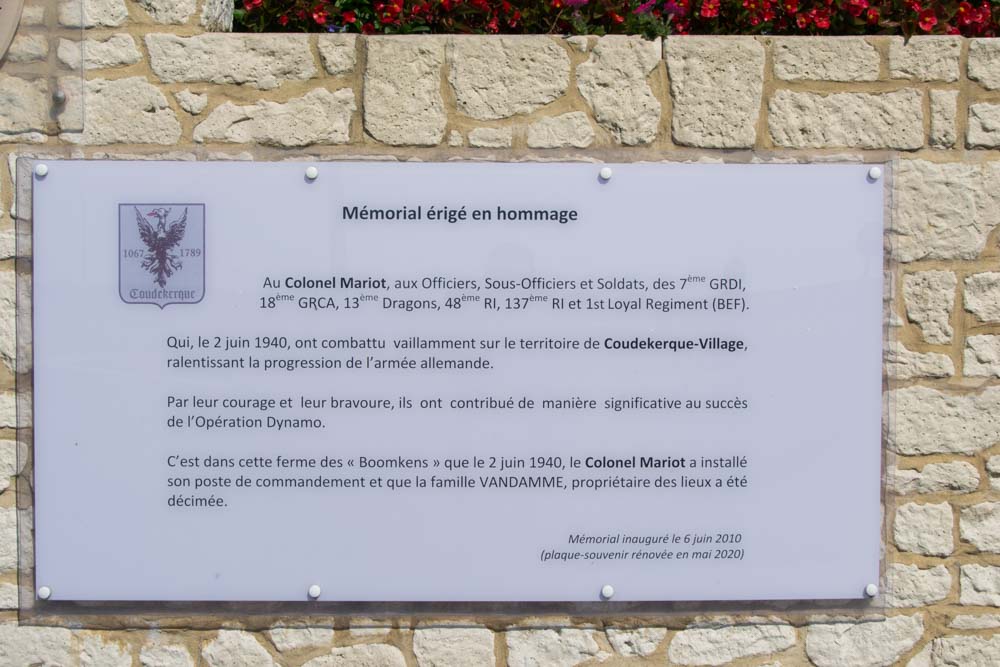 Mémorial érigé en hommage
1067 1789
Coudekerque
Au Colonel Mariot, aux Officiers, Sous-Officiers et Soldats, des 7ème GRDI,
18ème GRCA, 13ème Dragons, 48ème RI, 137ème RI et 1st Loyal Regiment (BEF).
Qui, le 2 juin 1940, ont combattu vaillamment sur le territoire de Coudekerque-Village,
ralentissant la progression de l'armée allemande.
Par leur courage et leur bravoure, ils ont contribué de manière significative au succès
de l'Opération Dynamo.
C'est dans cette ferme des « Boomkens » que le 2 juin 1940, le Colonel Mariot a installé
son poste de commandement et que la famille VANDAMME, propriétaire des lieux a été
décimée.
Mémorial inauguré le 6 juin 2010
(plaque-souvenir rénovée en mai 2020)